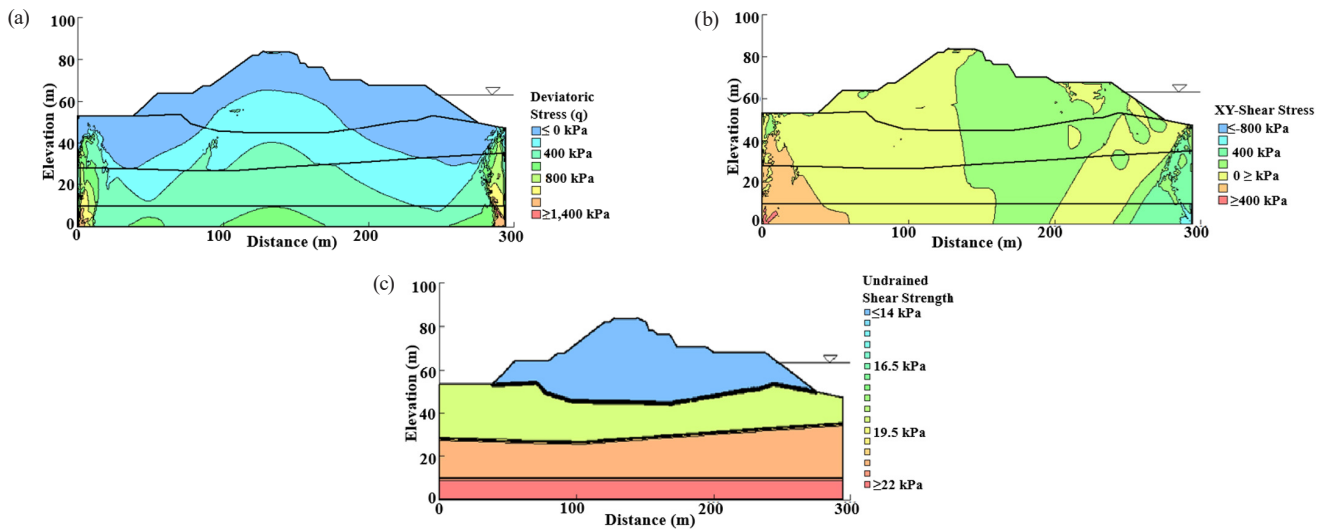 (a)
100
80
60
40
20
0
Elevation (m)
0
100
200
300
Distance (m)
Deviatoric
Stress (q)
≤ 0 kPa
400 kPa
800 kPa
≥1,400 kPa
(b)
100
80
60
40
20
0
Elevation (m)
0
100
200
300
Distance (m)
XY-Shear Stress
≤-800 kPa
400 kPa
0 ≥ kPa
≥400 kPa
(c)
100
80
60
40
20
0
Elevation (m)
0
100
200
300
Distance (m)
Undrained
Shear Strength
≤14 kPa
16.5 kPa
19.5 kPa
≥22 kPa